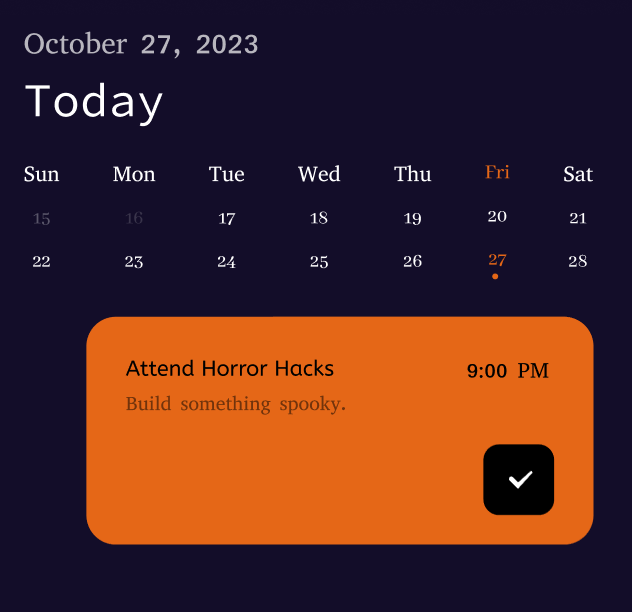 October 27, 2023
Today
Sun Mon Tue Wed Thu Fri Sat
15 16 17 18 19 20 21
22 23 24 25 26 27 28
Attend Horror Hacks 9:00 PM
Build something spooky.